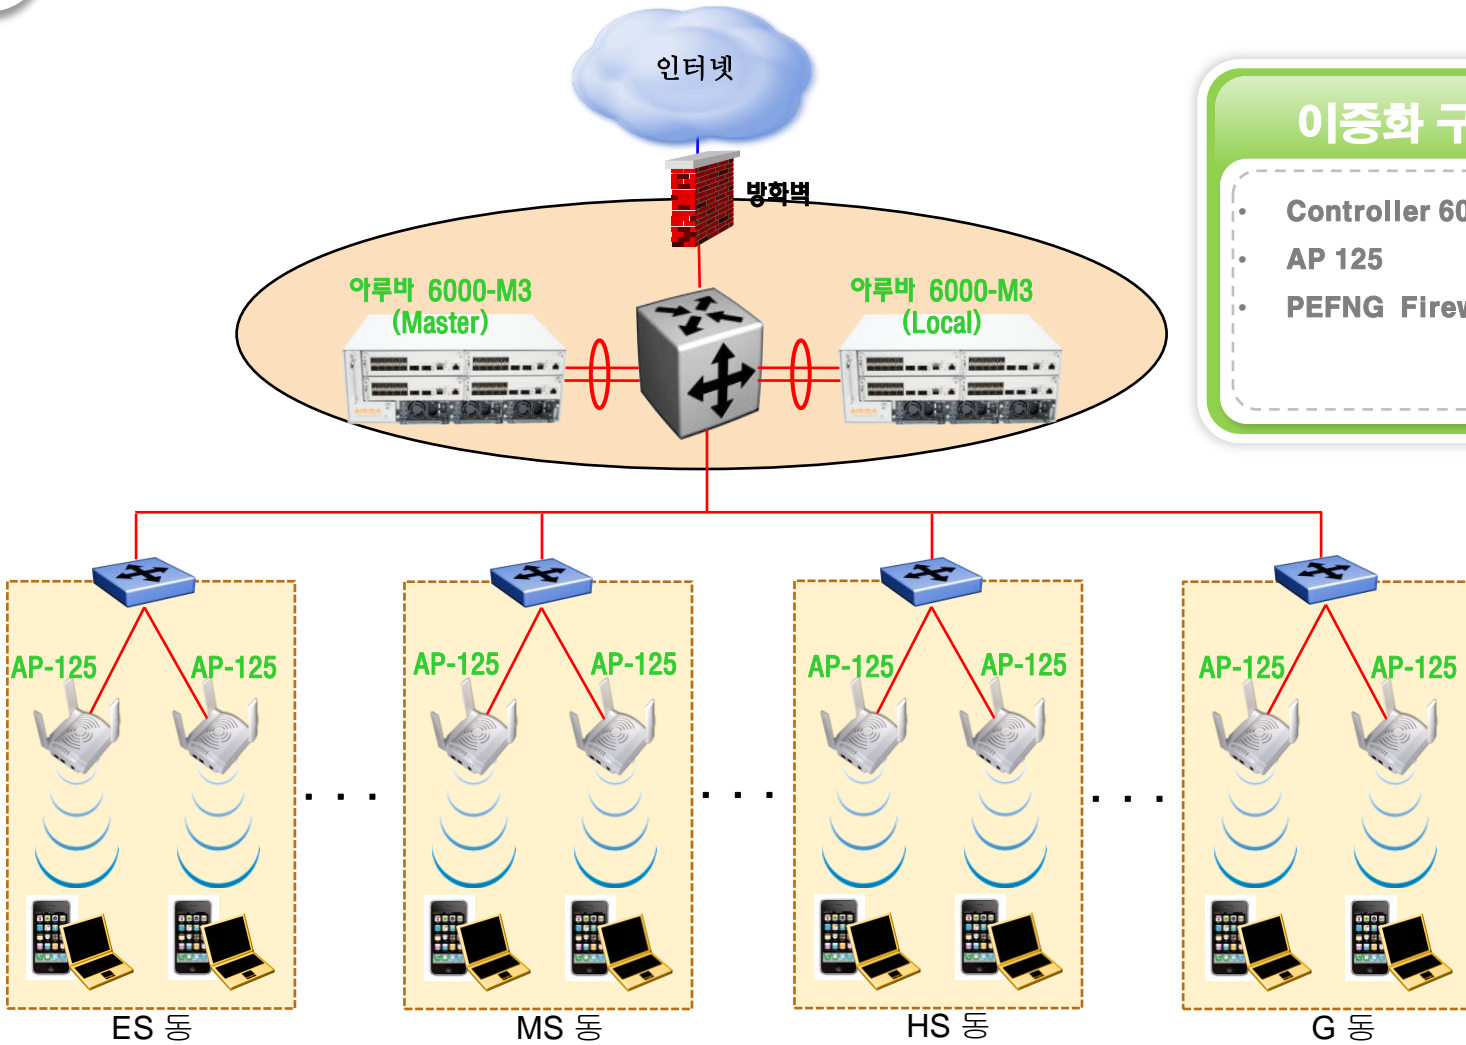 인터넷
방화벽
이중화 구
• Controller 60
• AP 125
• PEFNG Firew
아루바 6000-M3
(Master)
아루바 6000-M3
(Local)
AP-125
AP-125
AP-125
AP-125
AP-125
AP-125
AP-125
AP-125
. . .
. . .
. . .
ES 동
MS 동
HS 동
G 동